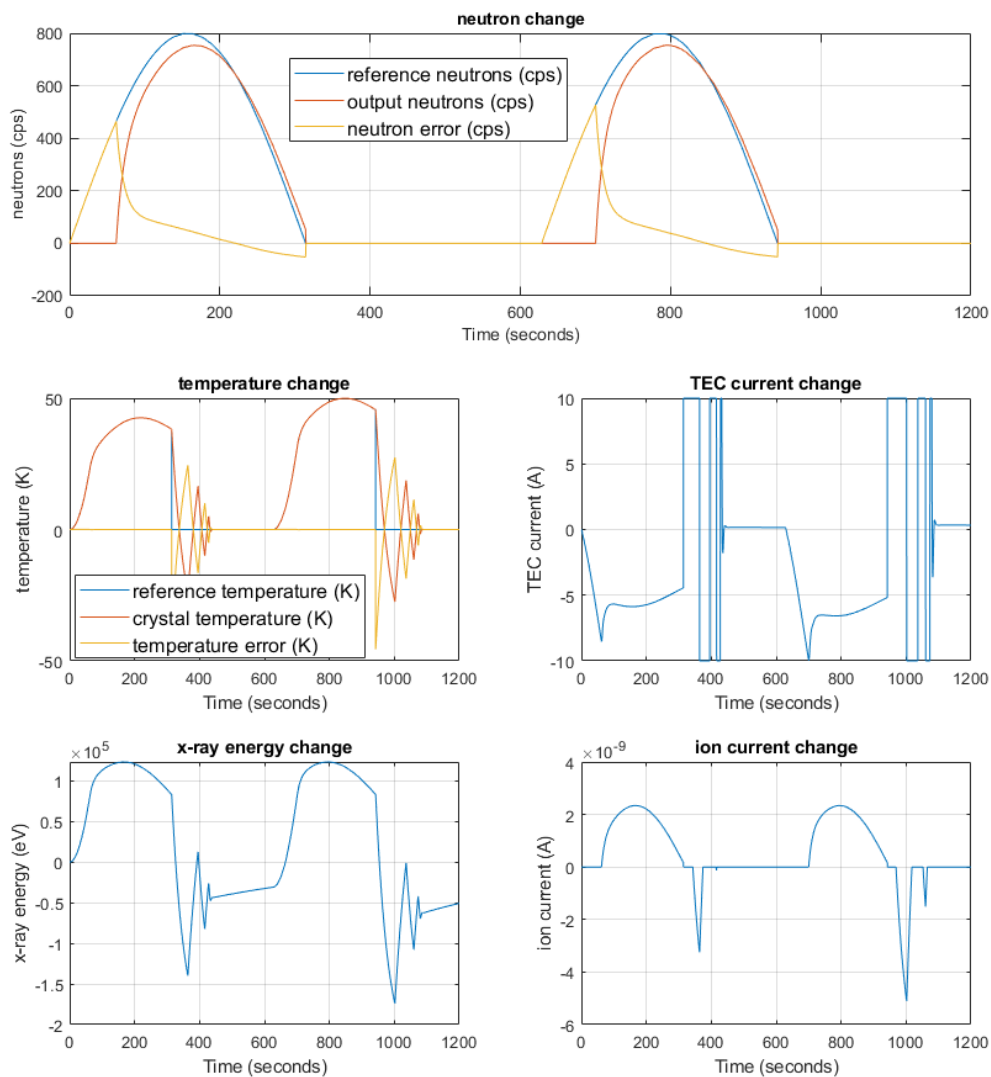 neutron change
800
600
400
200
0
-200
neutrons (cps)
reference neutrons (cps)
output neutrons (cps)
neutron error (cps)
0 200 400 600 800 1000 1200
Time (seconds)
temperature change
50
0
-50
temperature (K)
reference temperature (K)
crystal temperature (K)
temperature error (K)
0 200 400 600 800 1000 1200
Time (seconds)
TEC current change
10
5
0
-5
-10
TEC current (A)
0 200 400 600 800 1000 1200
Time (seconds)
x-ray energy change
×10^5
1
0.5
0
-0.5
-1
-1.5
-2
x-ray energy (eV)
0 200 400 600 800 1000 1200
Time (seconds)
ion current change
×10^-9
4
2
0
-2
-4
-6
ion current (A)
0 200 400 600 800 1000 1200
Time (seconds)